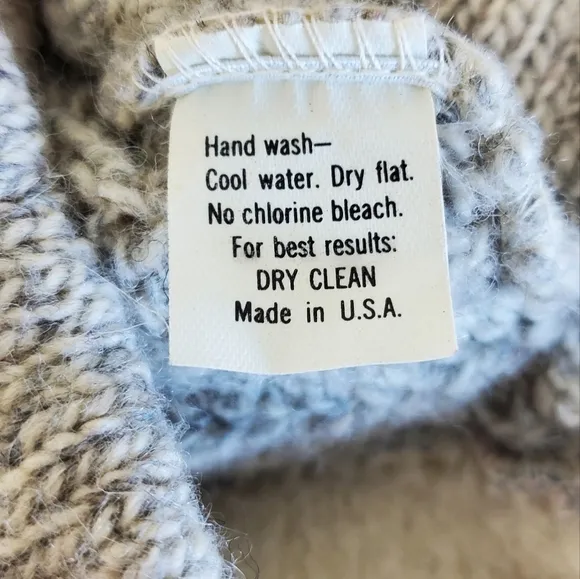 Hand wash—
Cool water. Dry flat.
No chlorine bleach.
For best results:
DRY CLEAN
Made in U.S.A.